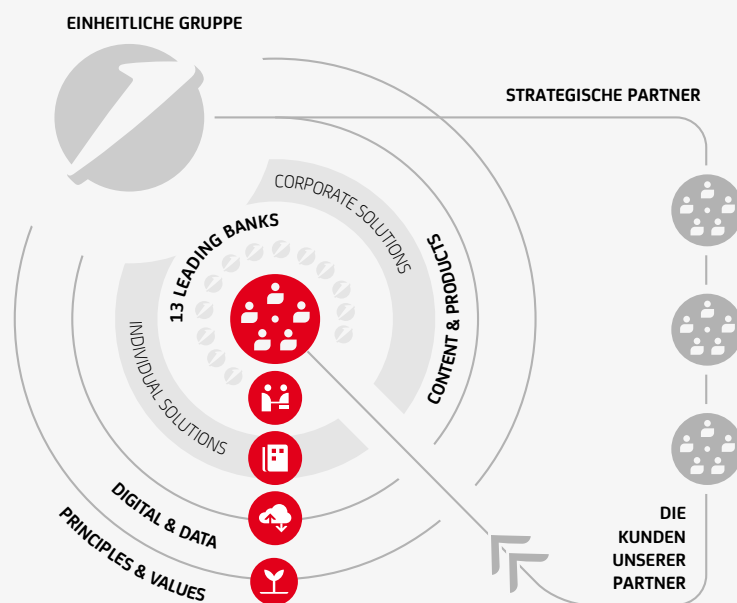 EINHEITLICHE GRUPPE
STRATEGISCHE PARTNER
CORPORATE SOLUTIONS
13 LEADING BANKS
CONTENT & PRODUCTS
INDIVIDUAL SOLUTIONS
DIGITAL & DATA
PRINCIPLES & VALUES
DIE
KUNDEN
UNSERER
PARTNER